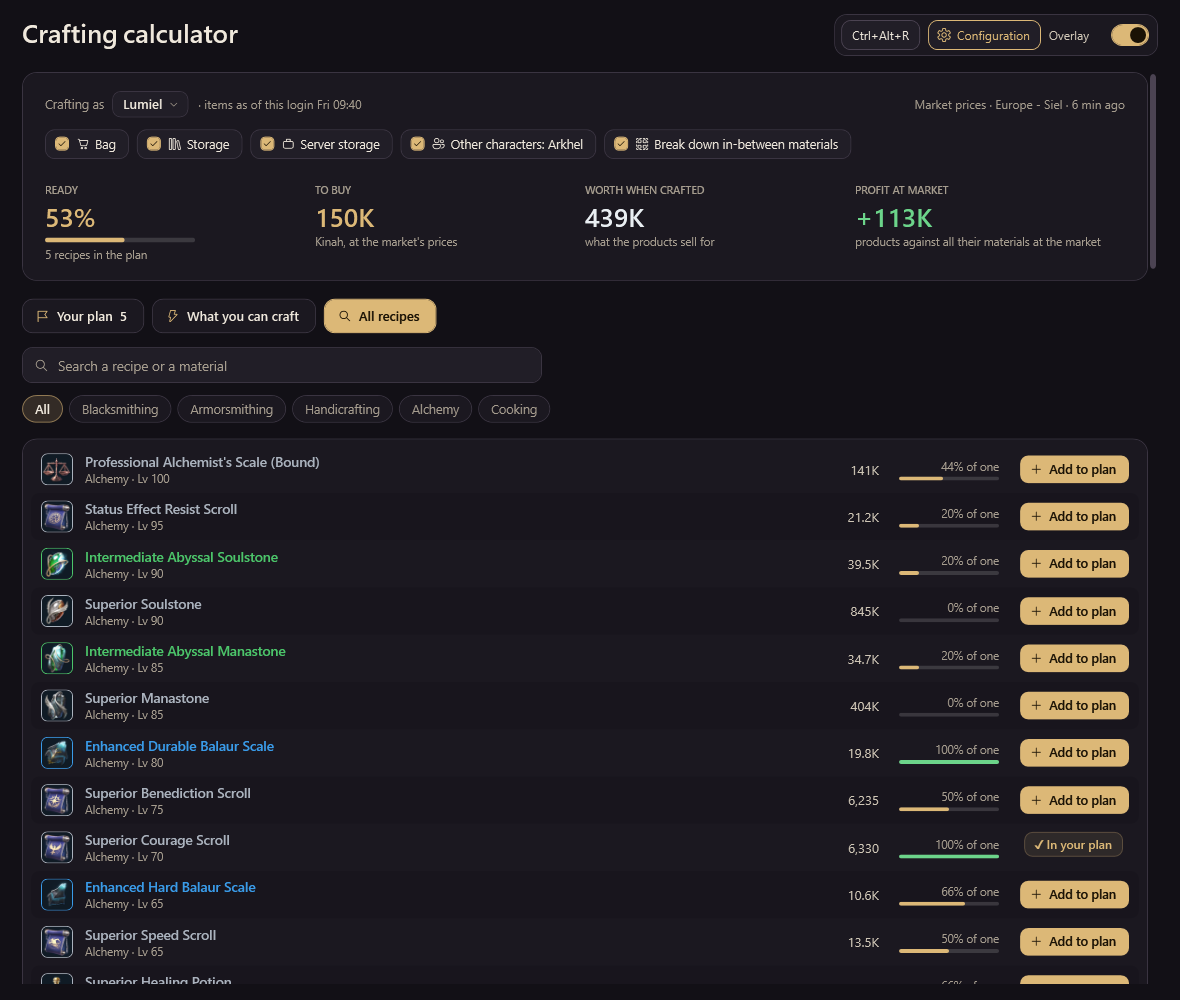 Crafting calculator
Ctrl+Alt+R
Configuration
Overlay
Crafting as Lumiel · items as of this login Fri 09:40
Market prices · Europe - Siel · 6 min ago
Bag
Storage
Server storage
Other characters: Arkhel
Break down in-between materials
READY
53%
5 recipes in the plan
TO BUY
150K
Kinah, at the market's prices
WORTH WHEN CRAFTED
439K
what the products sell for
PROFIT AT MARKET
+113K
products against all their materials at the market
Your plan 5
What you can craft
All recipes
Search a recipe or a material
All
Blacksmithing
Armorsmithing
Handicrafting
Alchemy
Cooking
Professional Alchemist's Scale (Bound)
Alchemy · Lv 100
141K
44% of one
+ Add to plan
Status Effect Resist Scroll
Alchemy · Lv 95
21.2K
20% of one
+ Add to plan
Intermediate Abyssal Soulstone
Alchemy · Lv 90
39.5K
20% of one
+ Add to plan
Superior Soulstone
Alchemy · Lv 90
845K
0% of one
+ Add to plan
Intermediate Abyssal Manastone
Alchemy · Lv 85
34.7K
20% of one
+ Add to plan
Superior Manastone
Alchemy · Lv 85
404K
0% of one
+ Add to plan
Enhanced Durable Balaur Scale
Alchemy · Lv 80
19.8K
100% of one
+ Add to plan
Superior Benediction Scroll
Alchemy · Lv 75
6,235
50% of one
+ Add to plan
Superior Courage Scroll
Alchemy · Lv 70
6,330
100% of one
✓ In your plan
Enhanced Hard Balaur Scale
Alchemy · Lv 65
10.6K
66% of one
+ Add to plan
Superior Speed Scroll
Alchemy · Lv 65
13.5K
50% of one
+ Add to plan
Superior Healing Potion
66% of one